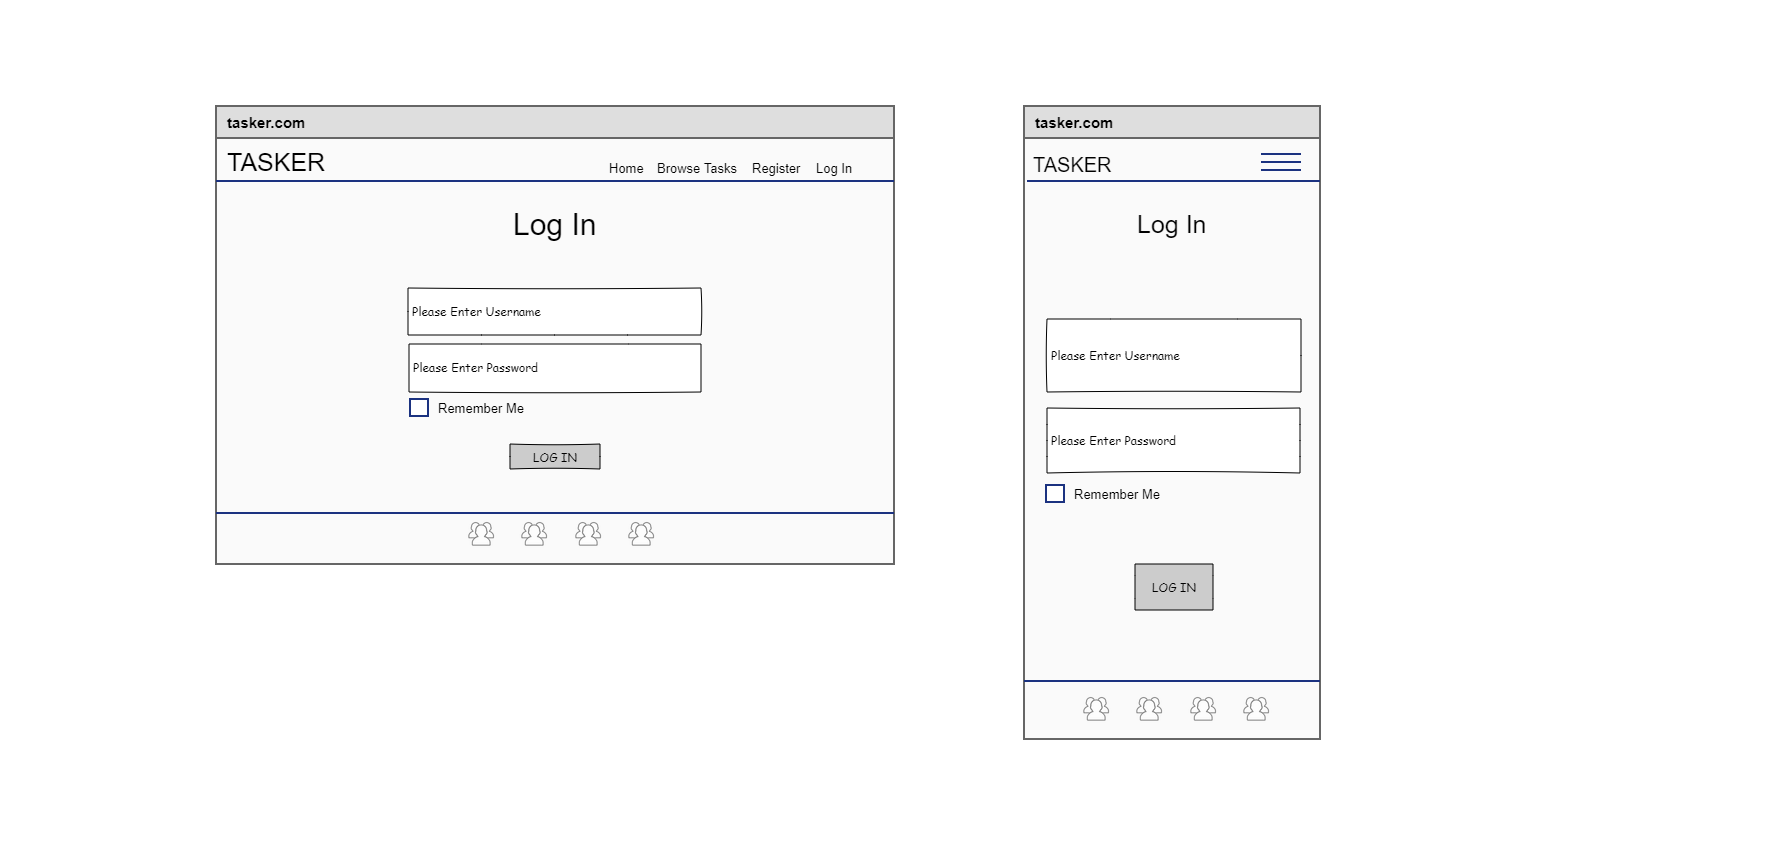 tasker.com
TASKER
Home Browse Tasks Register Log In
Log In
Please Enter Username
Please Enter Password
Remember Me
LOG IN
tasker.com
TASKER
Log In
Please Enter Username
Please Enter Password
Remember Me
LOG IN